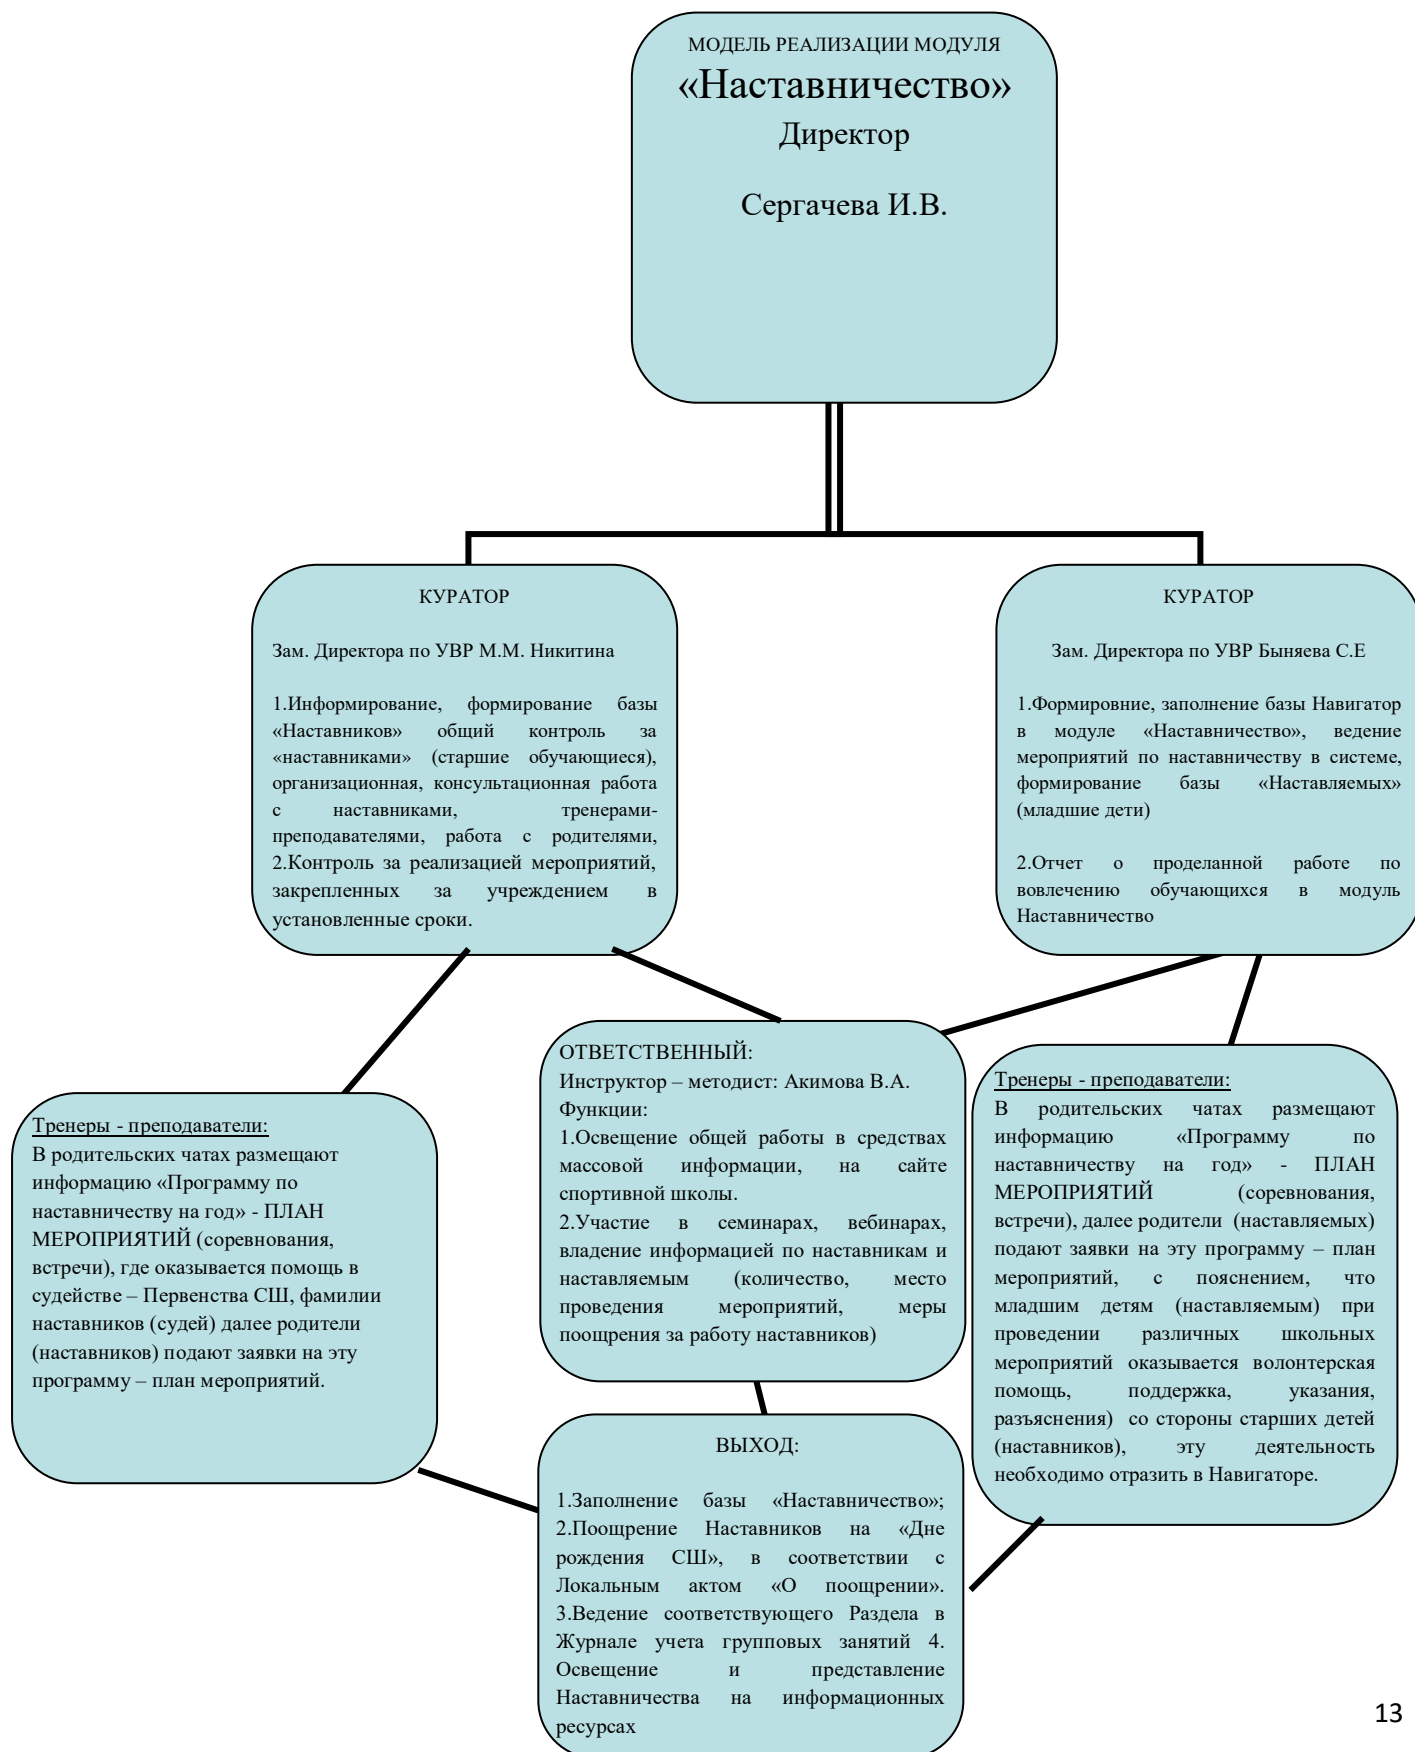 МОДЕЛЬ РЕАЛИЗАЦИИ МОДУЛЯ
«Наставничество»
Директор
Сергачева И.В.
КУРАТОР
Зам. Директора по УВР М.М. Никитина
1.Информирование, формирование базы
«Наставников» общий контроль за
«наставниками» (старшие обучающиеся),
организационная, консультационная работа
с наставниками, тренерами-
преподавателями, работа с родителями,
2.Контроль за реализацией мероприятий,
закрепленных за учреждением в
установленные сроки.
КУРАТОР
Зам. Директора по УВР Быняева С.Е
1.Формировние, заполнение базы Навигатор
в модуле «Наставничество», ведение
мероприятий по наставничеству в системе,
формирование базы «Наставляемых»
(младшие дети)
2.Отчет о проделанной работе по
вовлечению обучающихся в модуль
Наставничество
Тренеры - преподаватели:
В родительских чатах размещают
информацию «Программу по
наставничеству на год» - ПЛАН
МЕРОПРИЯТИЙ (соревнования,
встречи), где оказывается помощь в
судействе – Первенства СШ, фамилии
наставников (судей) далее родители
(наставников) подают заявки на эту
программу – план мероприятий.
ОТВЕТСТВЕННЫЙ:
Инструктор – методист: Акимова В.А.
Функции:
1.Освещение общей работы в средствах
массовой информации, на сайте
спортивной школы.
2.Участие в семинарах, вебинарах,
владение информацией по наставникам и
наставляемым (количество, место
проведения мероприятий, меры
поощрения за работу наставников)
Тренеры - преподаватели:
В родительских чатах размещают
информацию «Программу по
наставничеству на год» - ПЛАН
МЕРОПРИЯТИЙ (соревнования,
встречи), далее родители (наставляемых)
подают заявки на эту программу – план
мероприятий, с пояснением, что
младшим детям (наставляемым) при
проведении различных школьных
мероприятий оказывается волонтерская
помощь, поддержка, указания,
разъяснения) со стороны старших детей
(наставников), эту деятельность
необходимо отразить в Навигаторе.
ВЫХОД:
1.Заполнение базы «Наставничество»;
2.Поощрение Наставников на «Дне
рождения СШ», в соответствии с
Локальным актом «О поощрении».
3.Ведение соответствующего Раздела в
Журнале учета групповых занятий 4.
Освещение и представление
Наставничества на информационных
ресурсах
13